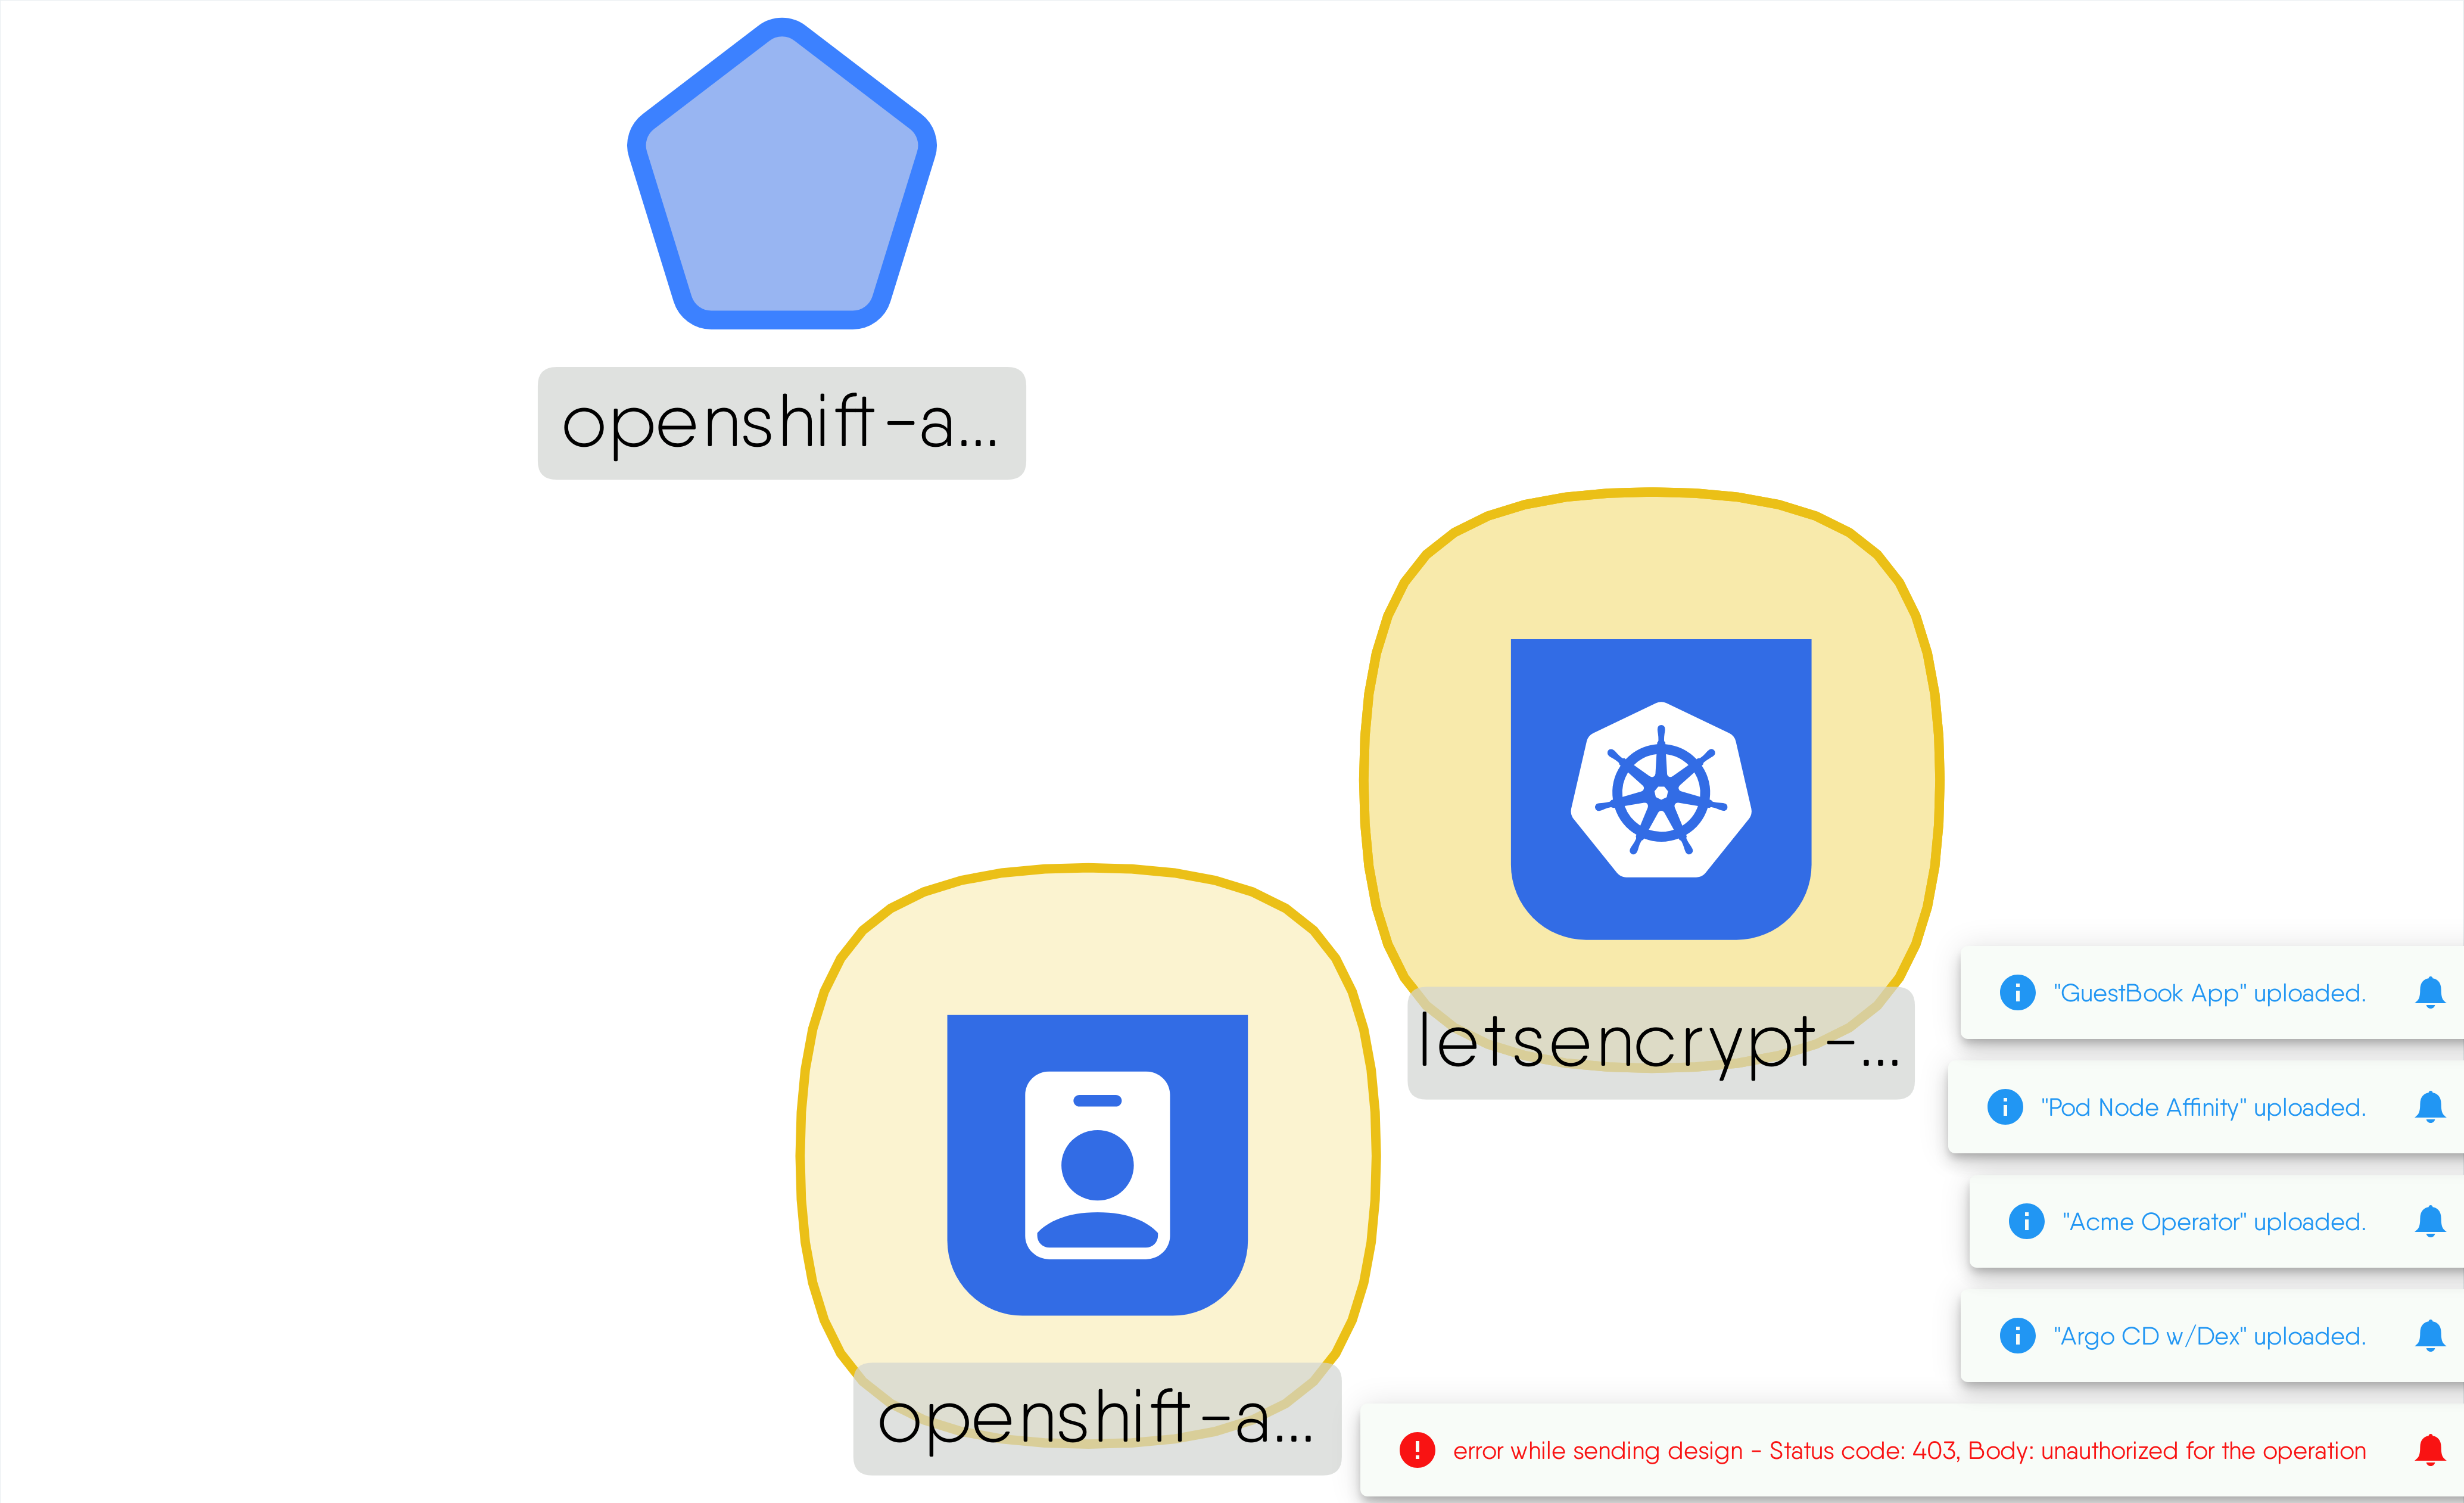 openshift-a...
letsencrypt-...
openshift-a...
"GuestBook App" uploaded.
"Pod Node Affinity" uploaded.
"Acme Operator" uploaded.
"Argo CD w/Dex" uploaded.
error while sending design - Status code: 403, Body: unauthorized for the operation